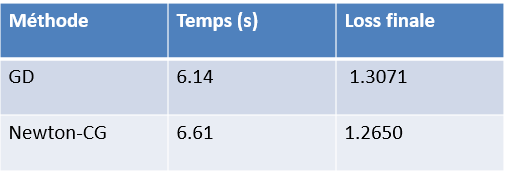 Méthode Temps (s) Loss finale
GD 6.14 1.3071
Newton-CG 6.61 1.2650